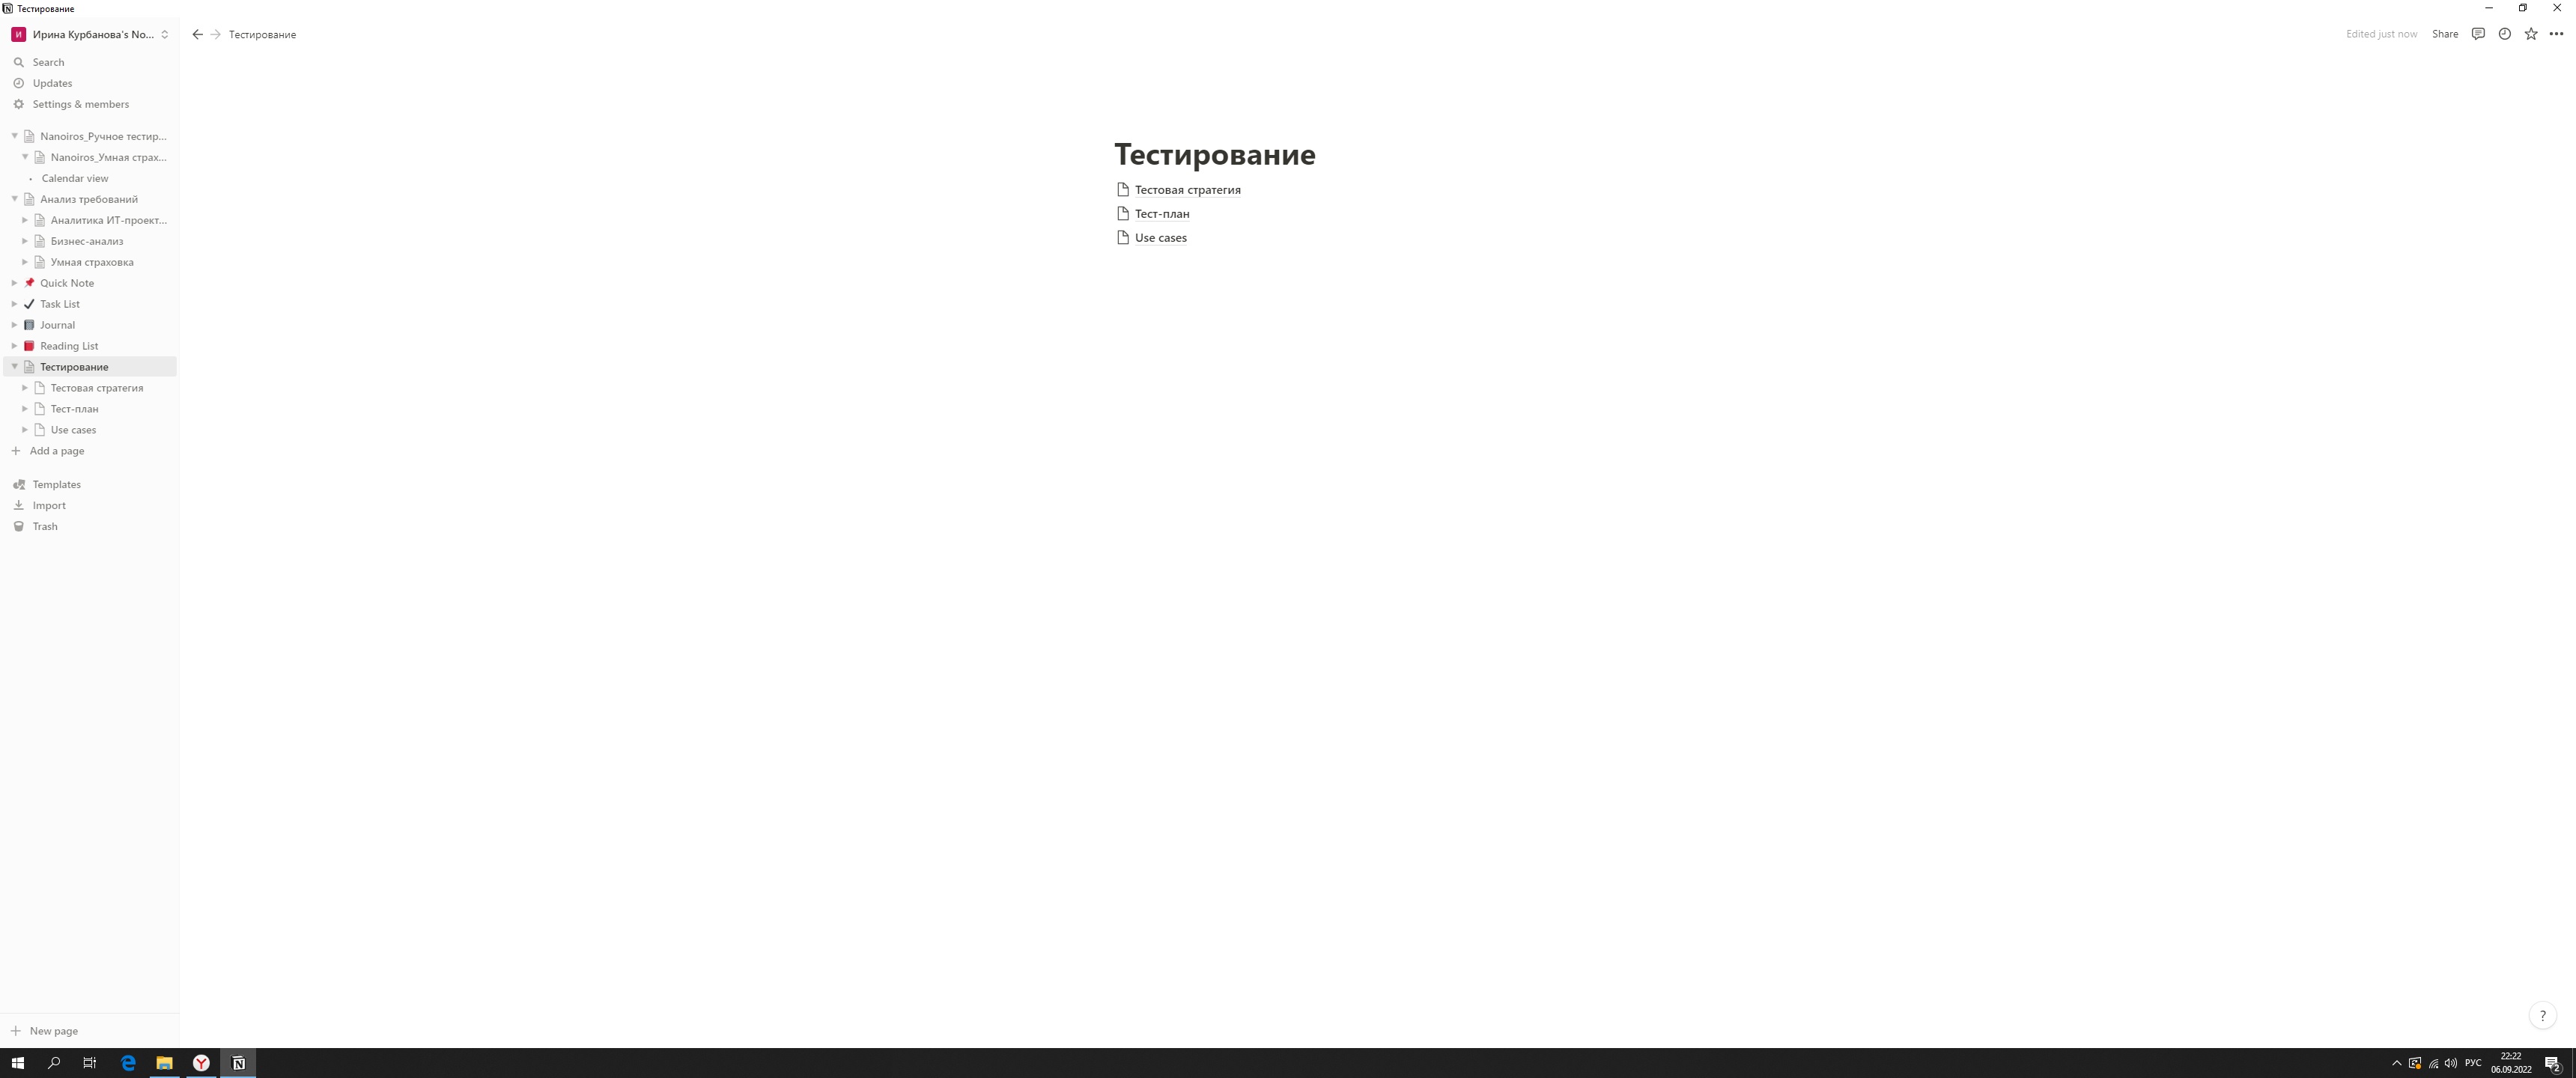 Тестирование
И Ирина Курбанова's No...
Search
Updates
Settings & members
Nanoiros_Ручное тестир...
Nanoiros_Умная страх...
Calendar view
Анализ требований
Аналитика ИТ-проект...
Бизнес-анализ
Умная страховка
Quick Note
Task List
Journal
Reading List
Тестирование
Тестовая стратегия
Тест-план
Use cases
Add a page
Templates
Import
Trash
New page
Тестирование
Edited just now Share
Тестирование
Тестовая стратегия
Тест-план
Use cases
?
РУС
22:22
06.09.2022
2